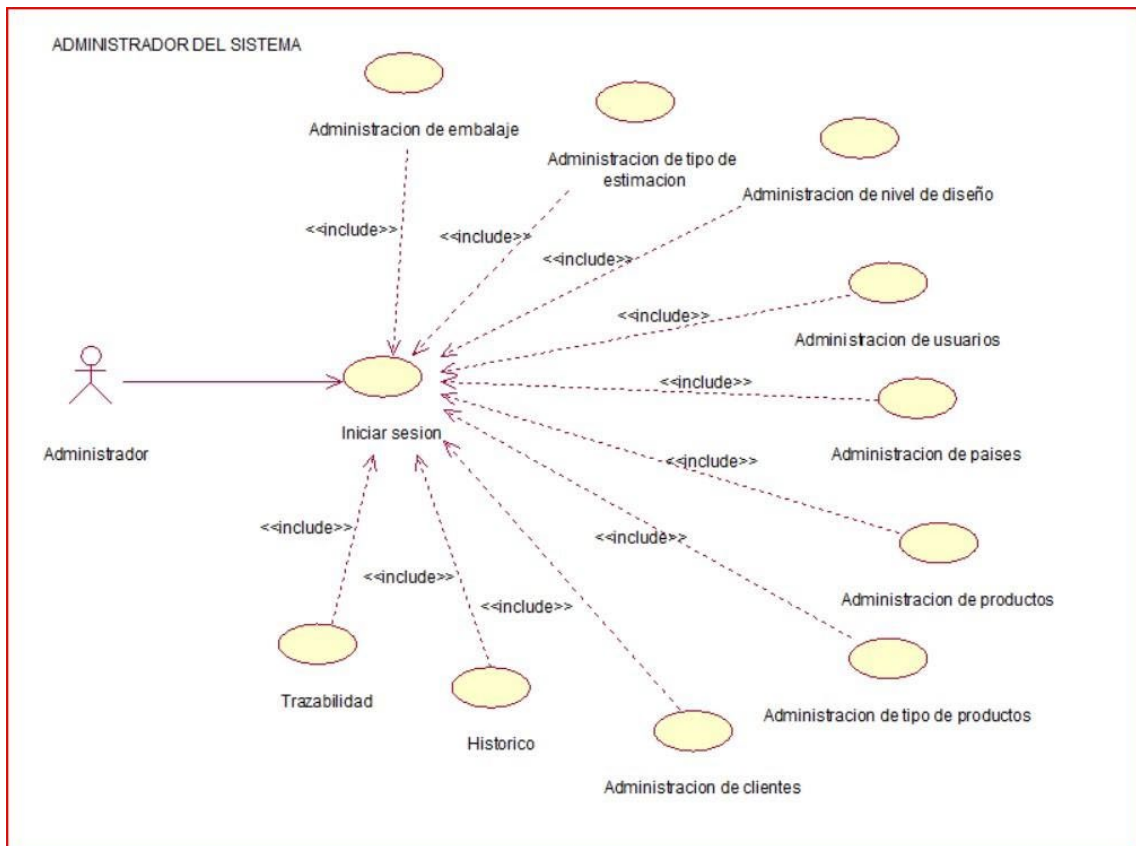 ADMINISTRADOR DEL SISTEMA
Administracion de embalaje
Administracion de tipo de
estimacion
Administracion de nivel de diseño
<<include>>
<<include>>
<<include>>
<<include>>
Administracion de usuarios
<<include>>
Administrador
Iniciar sesion
Administracion de paises
<<include>>
<<include>>
<<include>>
<<include>>
<<include>>
Administracion de productos
Trazabilidad
Historico
Administracion de tipo de productos
Administracion de clientes